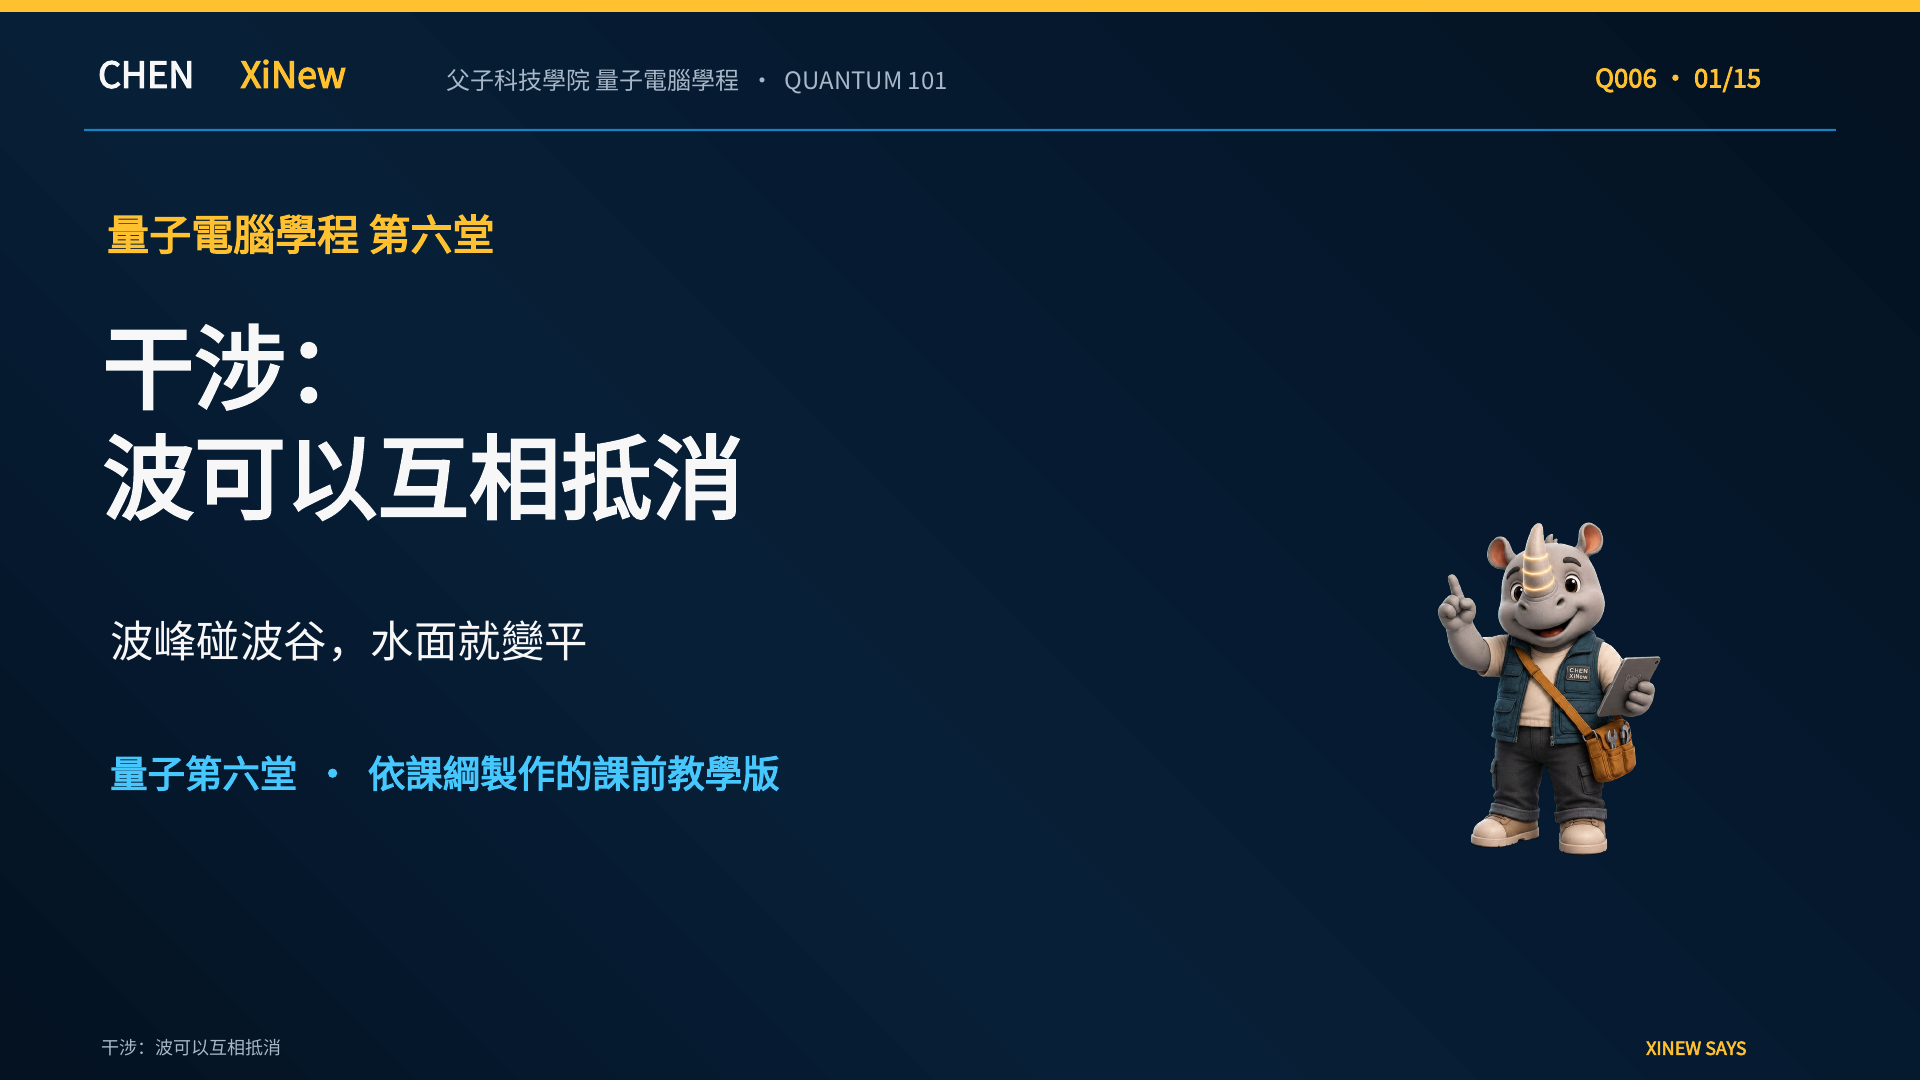 CHEN XiNew 父子科技學院 量子電腦學程 • QUANTUM 101 Q006 • 01/15
量子電腦學程 第六堂
干涉：
波可以互相抵消
波峰碰波谷，水面就變平
CHEN
XiNew
量子第六堂 • 依課綱製作的課前教學版
干涉：波可以互相抵消 XINEW SAYS